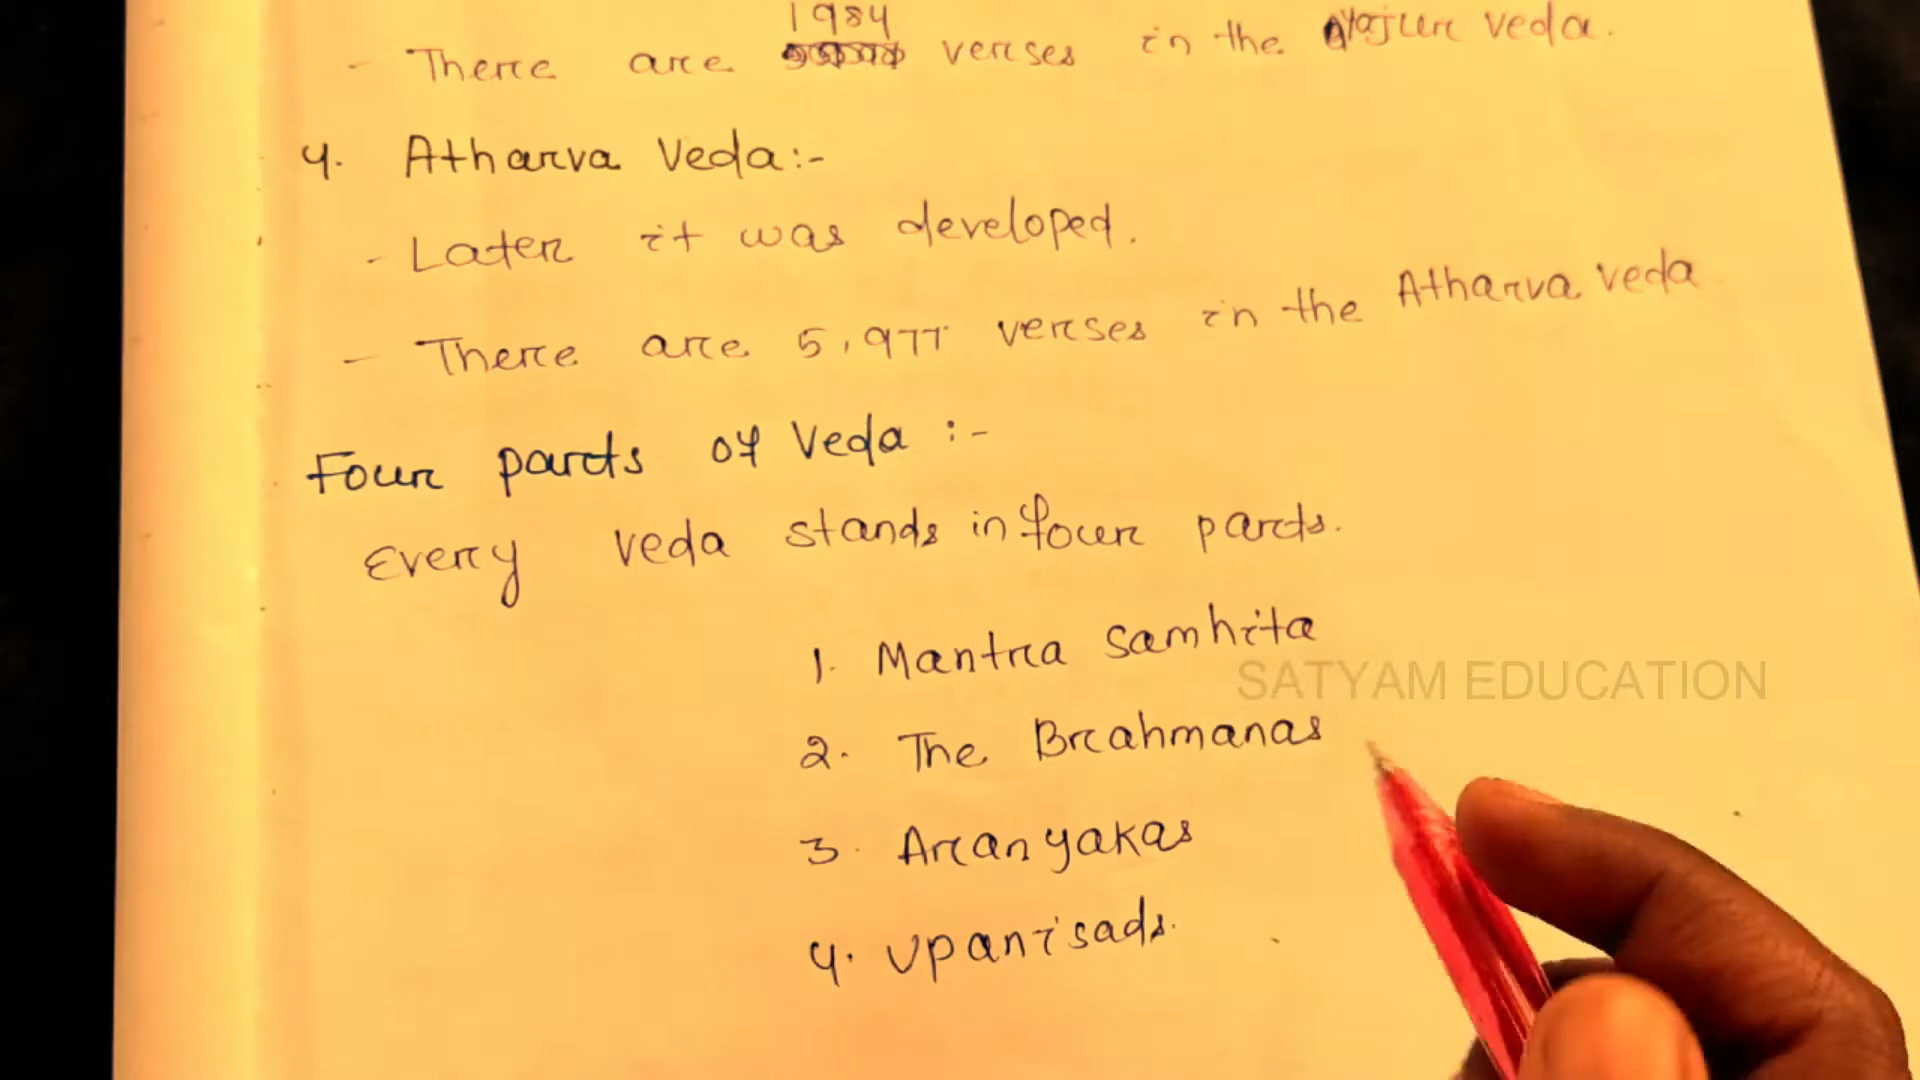 1984
- There are verses in the Yajur veda.
4. Atharva Veda:-
- Later it was developed.
- There are 5,977 verses in the Atharva veda
Four parts of Veda :-
Every veda stands in four parts.
1. Mantra Samhita
SATYAM EDUCATION
2. The Brahmanas
3. Aranyakas
4. Upanisads.